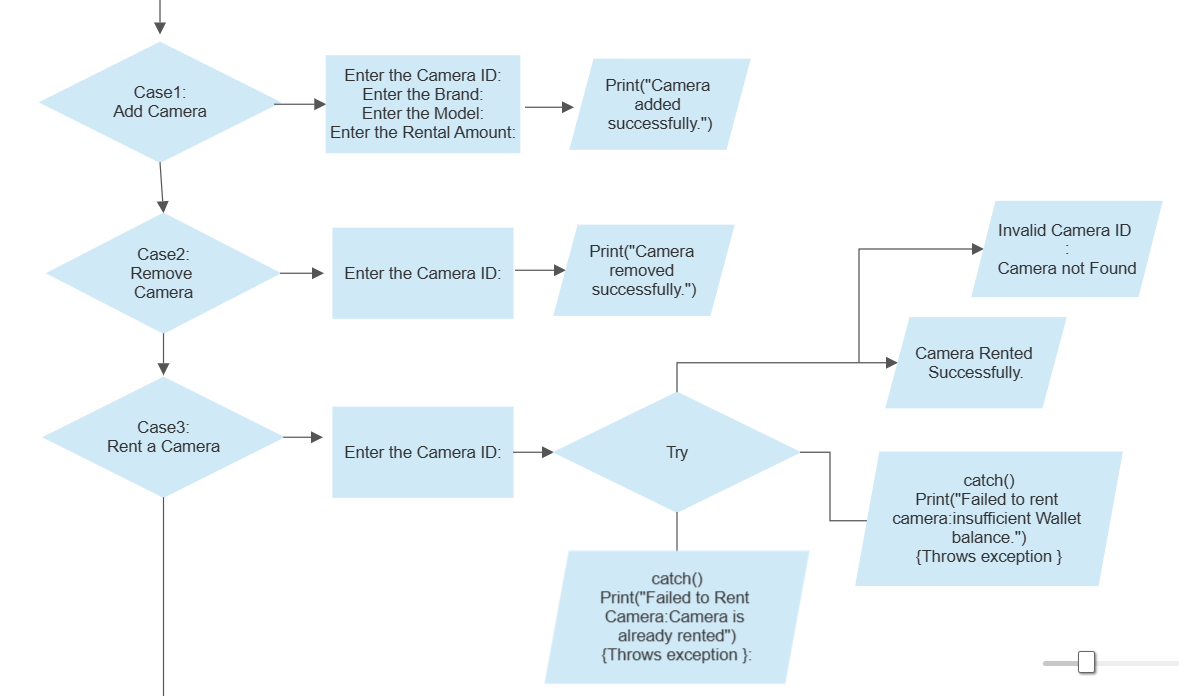 Case1:
Add Camera
Enter the Camera ID:
Enter the Brand:
Enter the Model:
Enter the Rental Amount:
Print("Camera
added
successfully.")
Case2:
Remove
Camera
Enter the Camera ID:
Print("Camera
removed
successfully.")
Invalid Camera ID
:
Camera not Found
Camera Rented
Successfully.
Case3:
Rent a Camera
Enter the Camera ID:
Try
catch()
Print("Failed to rent
camera:insufficient Wallet
balance.")
{Throws exception }
catch()
Print("Failed to Rent
Camera:Camera is
already rented")
{Throws exception }: